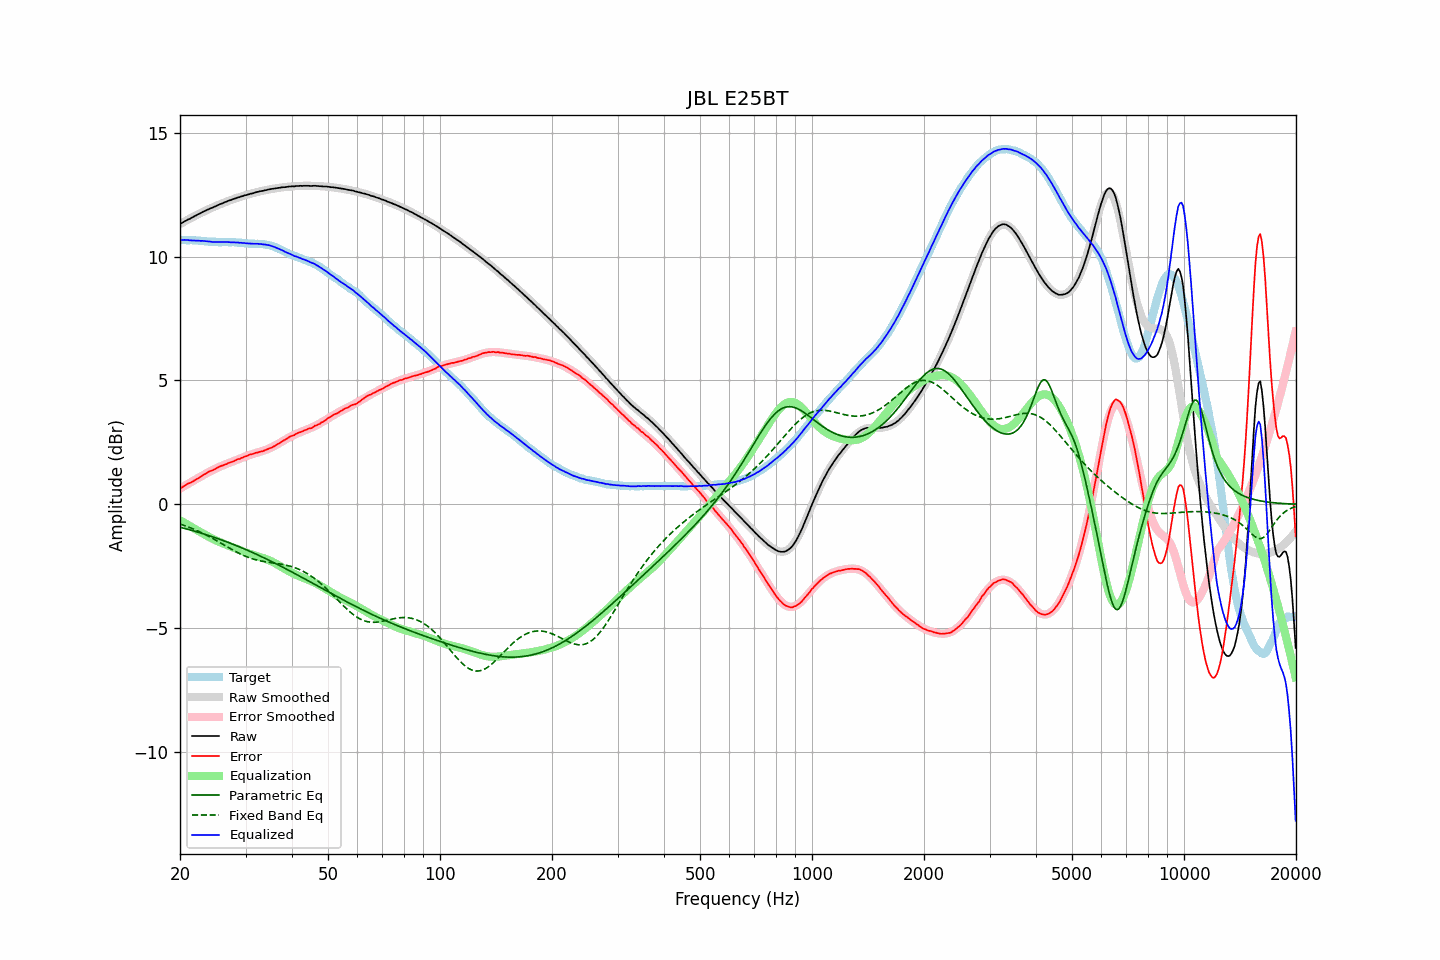 JBL E25BT
15
10
5
0
−5
−10
Amplitude (dBr)
Target
Raw Smoothed
Error Smoothed
Raw
Error
Equalization
Parametric Eq
Fixed Band Eq
Equalized
20 50 100 200 500 1000 2000 5000 10000 20000
Frequency (Hz)